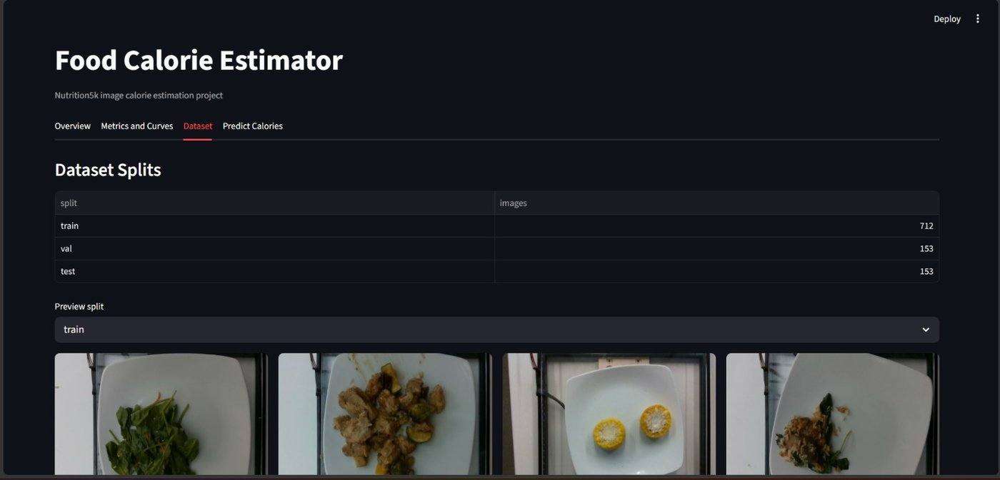 Deploy
Food Calorie Estimator
Nutrition5k image calorie estimation project
Overview Metrics and Curves Dataset Predict Calories
Dataset Splits
split images
train 712
val 153
test 153
Preview split
train